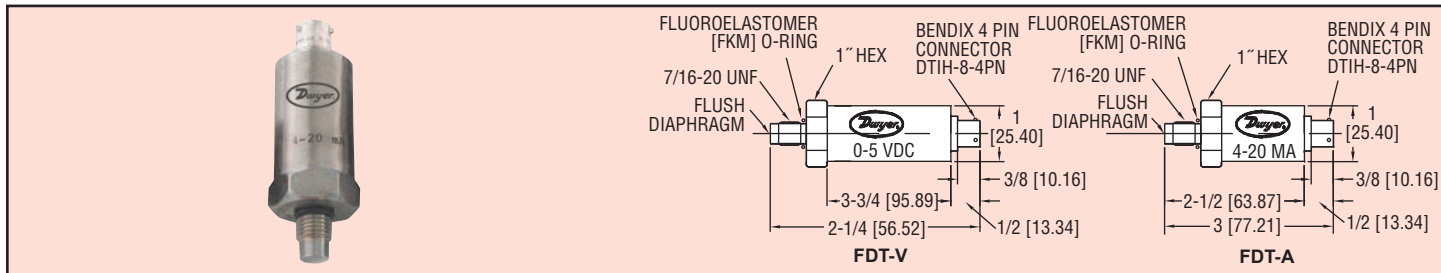 Dwyer
4-20 mA
FLUOROELASTOMER
[FKM] O-RING
1˝ HEX
BENDIX 4 PIN
CONNECTOR
DTIH-8-4PN
7/16-20 UNF
FLUSH
DIAPHRAGM
Dwyer
0-5 VDC
1
[25.40]
3/8 [10.16]
3-3/4 [95.89]
2-1/4 [56.52]
1/2 [13.34]
FDT-V
FLUOROELASTOMER
[FKM] O-RING
1˝ HEX
BENDIX 4 PIN
CONNECTOR
DTIH-8-4PN
7/16-20 UNF
FLUSH
DIAPHRAGM
Dwyer
4-20 MA
1
[25.40]
3/8 [10.16]
2-1/2 [63.87]
3 [77.21]
1/2 [13.34]
FDT-A